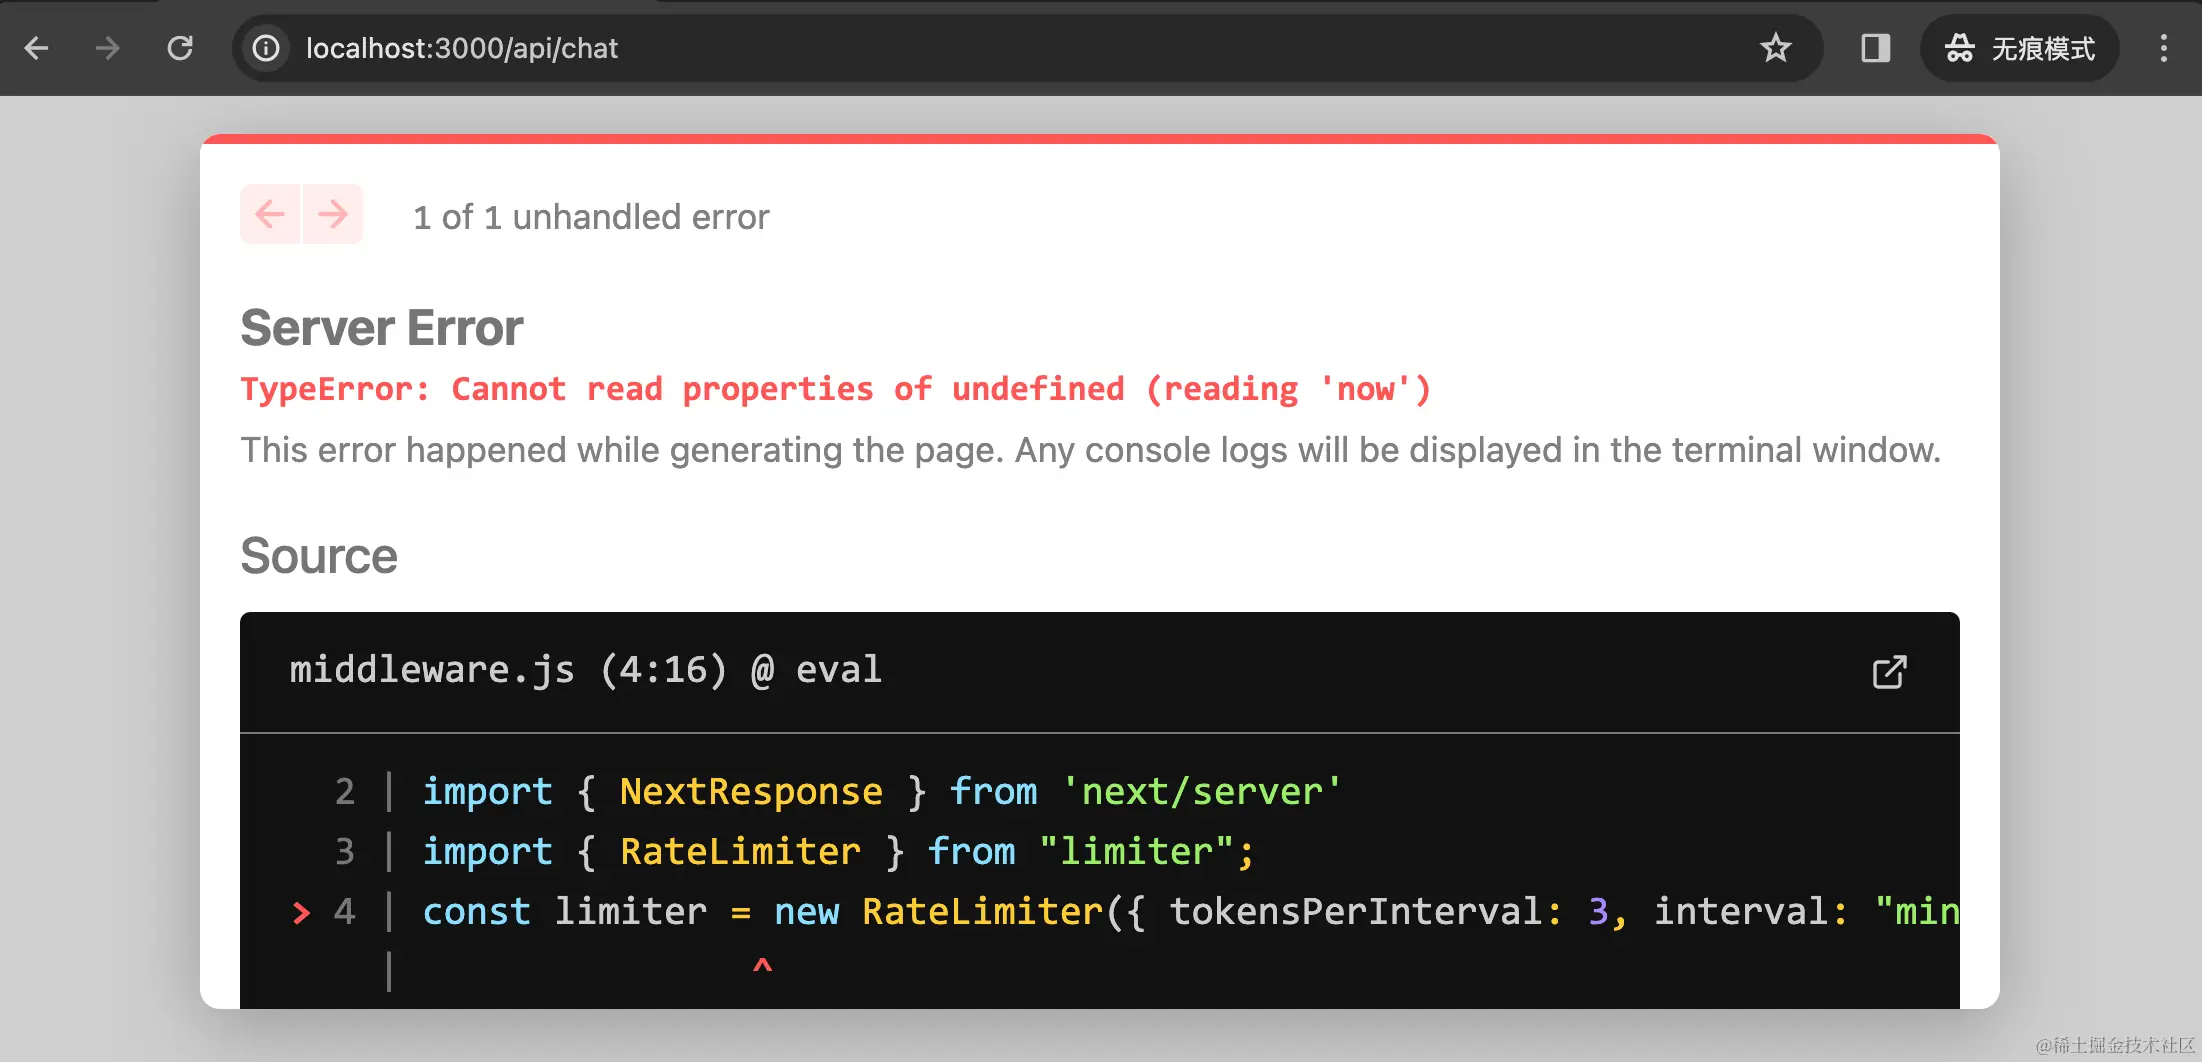 localhost:3000/api/chat
无痕模式
1 of 1 unhandled error
Server Error
TypeError: Cannot read properties of undefined (reading 'now')
This error happened while generating the page. Any console logs will be displayed in the terminal window.
Source
middleware.js (4:16) @ eval
2 | import { NextResponse } from 'next/server'
3 | import { RateLimiter } from "limiter";
> 4 | const limiter = new RateLimiter({ tokensPerInterval: 3, interval: "min
| ^
@稀土掘金技术社区